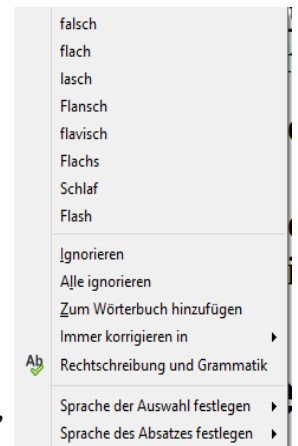 falsch
flach
lasch
Flansch
flavisch
Flachs
Schlaf
Flash
Ignorieren
Alle ignorieren
Zum Wörterbuch hinzufügen
Immer korrigieren in
Rechtschreibung und Grammatik
Sprache der Auswahl festlegen
Sprache des Absatzes festlegen